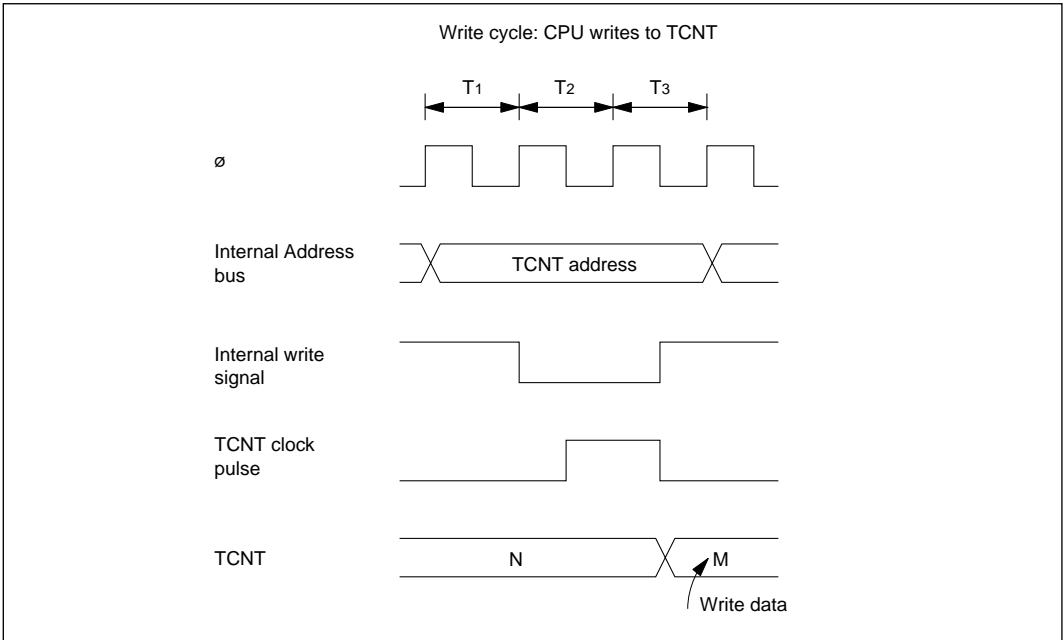 Write cycle: CPU writes to TCNT
T1 T2 T3
ø
Internal Address
bus
TCNT address
Internal write
signal
TCNT clock
pulse
TCNT
N
M
Write data